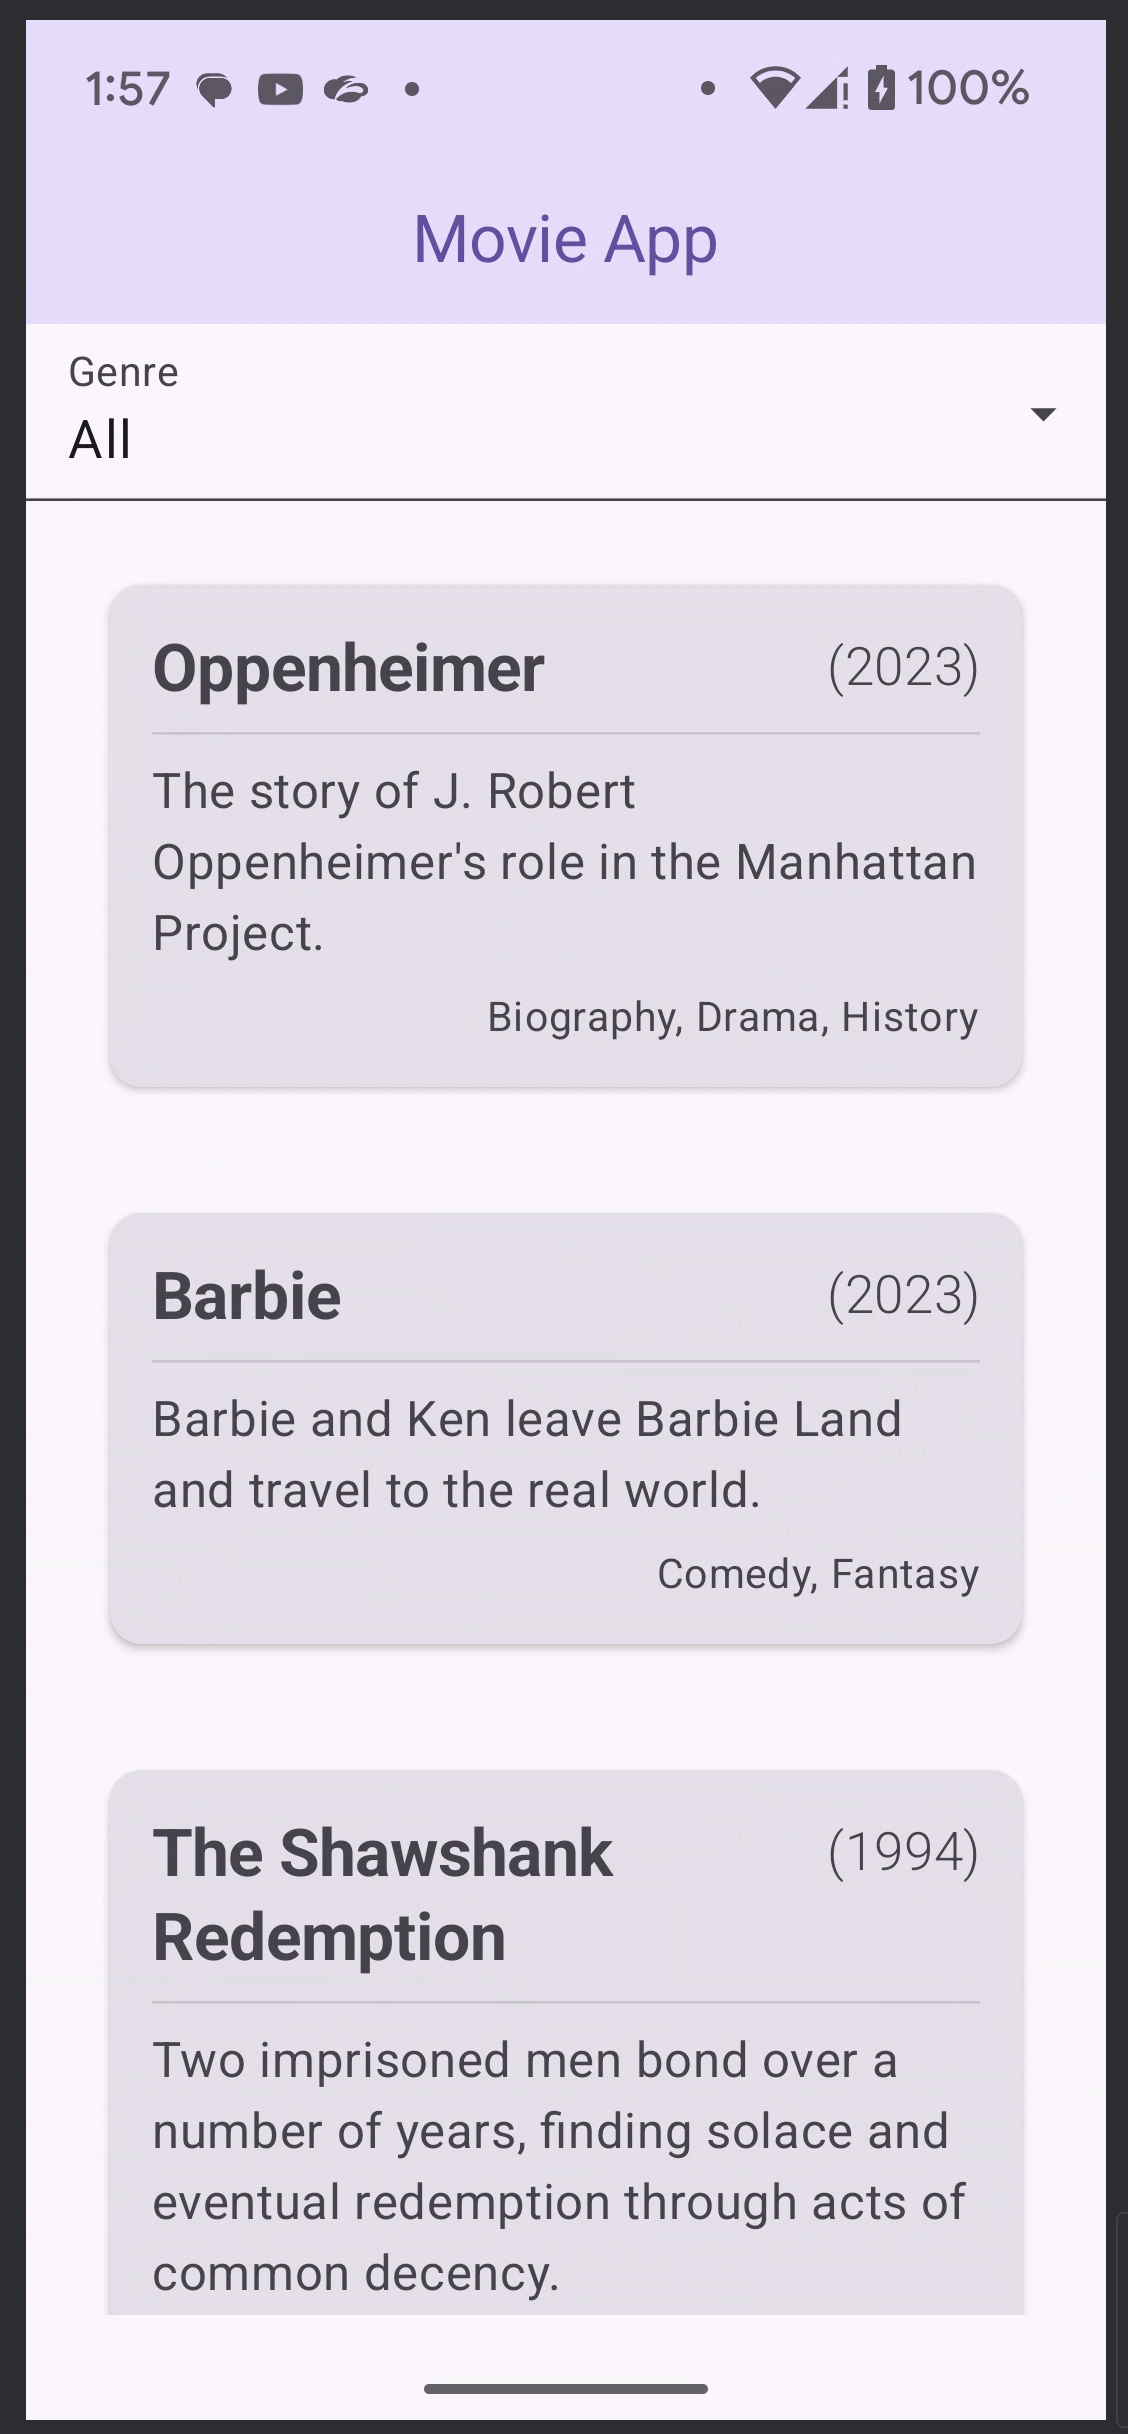 1:57
100%
Movie App
Genre
All
Oppenheimer (2023)
The story of J. Robert
Oppenheimer's role in the Manhattan
Project.
Biography, Drama, History
Barbie (2023)
Barbie and Ken leave Barbie Land
and travel to the real world.
Comedy, Fantasy
The Shawshank (1994)
Redemption
Two imprisoned men bond over a
number of years, finding solace and
eventual redemption through acts of
common decency.